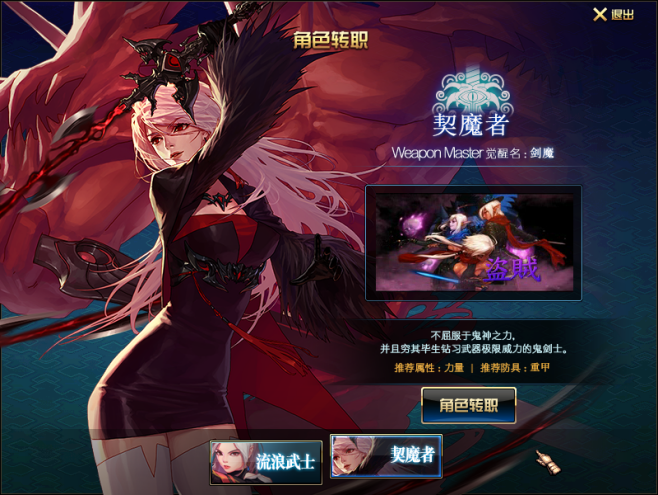 退出
角色转职
契魔者
Weapon Master 觉醒名：剑魔
盗贼
不屈服于鬼神之力，
并且穷其毕生钻习武器极限威力的鬼剑士。
推荐属性：力量 | 推荐防具：重甲
角色转职
流浪武士
契魔者